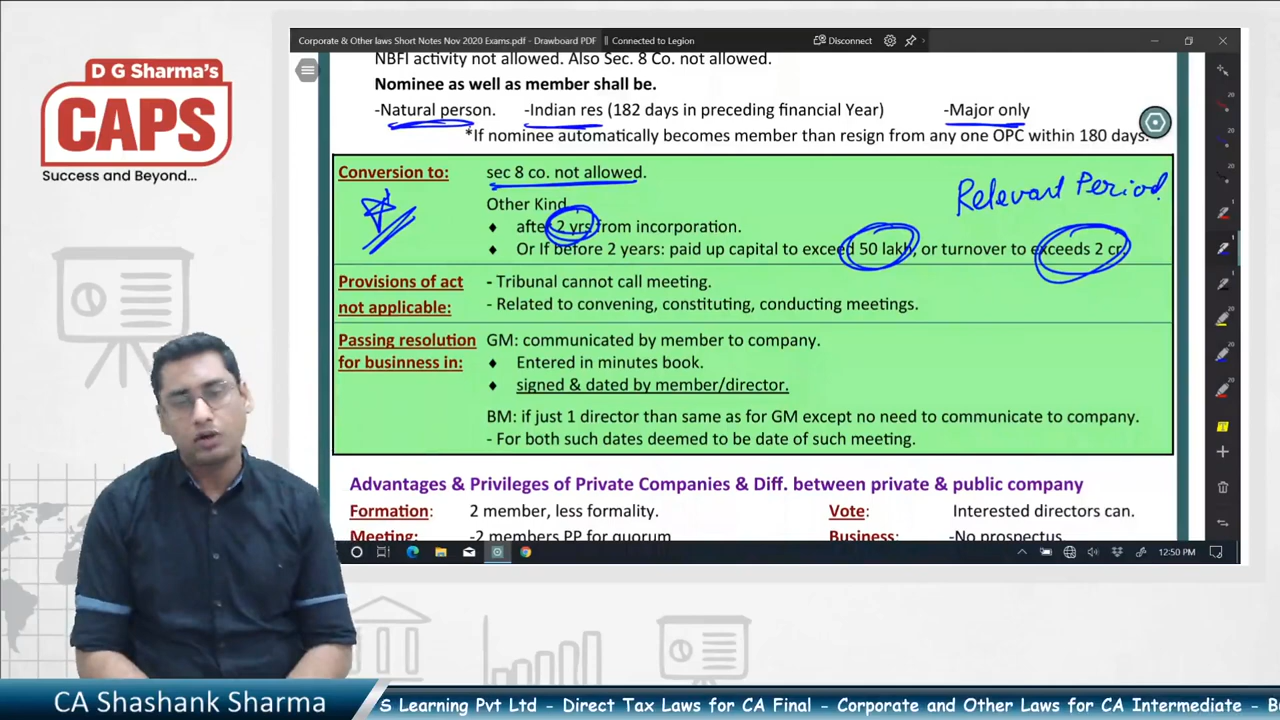 D G Sharma's
CAPS
Success and Beyond...
Corporate & Other laws Short Notes Nov 2020 Exams.pdf - Drawboard PDF
Connected to Legion
Disconnect
NBFI activity not allowed. Also Sec. 8 Co. not allowed.
Nominee as well as member shall be.
-Natural person. -Indian res (182 days in preceding financial Year) -Major only
*If nominee automatically becomes member than resign from any one OPC within 180 days.
Conversion to: sec 8 co. not allowed.
Relevant Period
Other Kind
♦ after 2 yrs from incorporation.
♦ Or If before 2 years: paid up capital to exceed 50 lakh, or turnover to exceeds 2 cr.
Provisions of act - Tribunal cannot call meeting.
not applicable: - Related to convening, constituting, conducting meetings.
Passing resolution GM: communicated by member to company.
for businness in: ♦ Entered in minutes book.
♦ signed & dated by member/director.
BM: if just 1 director than same as for GM except no need to communicate to company.
- For both such dates deemed to be date of such meeting.
Advantages & Privileges of Private Companies & Diff. between private & public company
Formation: 2 member, less formality. Vote: Interested directors can.
Meeting: -2 members PP for quorum Business: -No prospectus
12:50 PM
CA Shashank Sharma
S Learning Pvt Ltd - Direct Tax Laws for CA Final - Corporate and Other Laws for CA Intermediate - B